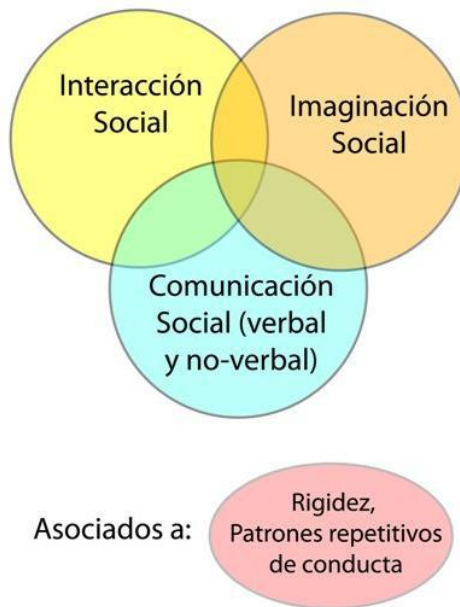 Interacción
Social
Imaginación
Social
Comunicación
Social (verbal
y no-verbal)
Asociados a:
Rigidez,
Patrones repetitivos
de conducta